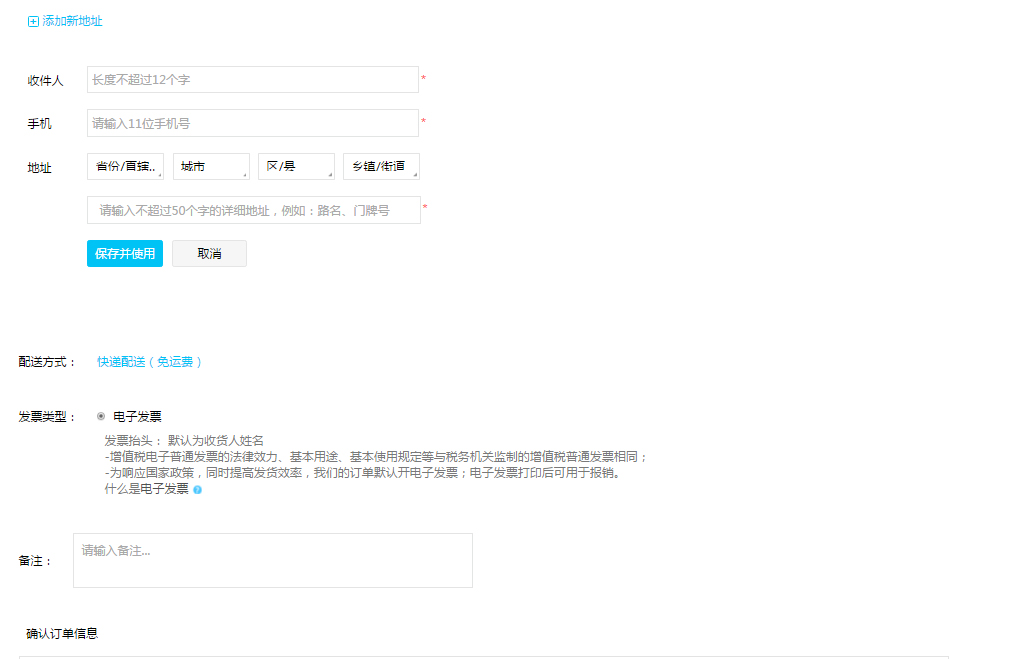 添加新地址
收件人 长度不超过12个字 *
手机 请输入11位手机号 *
地址 省份/直辖.. 城市 区/县 乡镇/街道
请输入不超过50个字的详细地址，例如：路名、门牌号 *
保存并使用 取消
配送方式： 快递配送（免运费）
发票类型： 电子发票
发票抬头： 默认为收货人姓名
-增值税电子普通发票的法律效力、基本用途、基本使用规定等与税务机关监制的增值税普通发票相同；
-为响应国家政策，同时提高发货效率，我们的订单默认开电子发票；电子发票打印后可用于报销。
什么是电子发票 ?
备注： 请输入备注...
确认订单信息